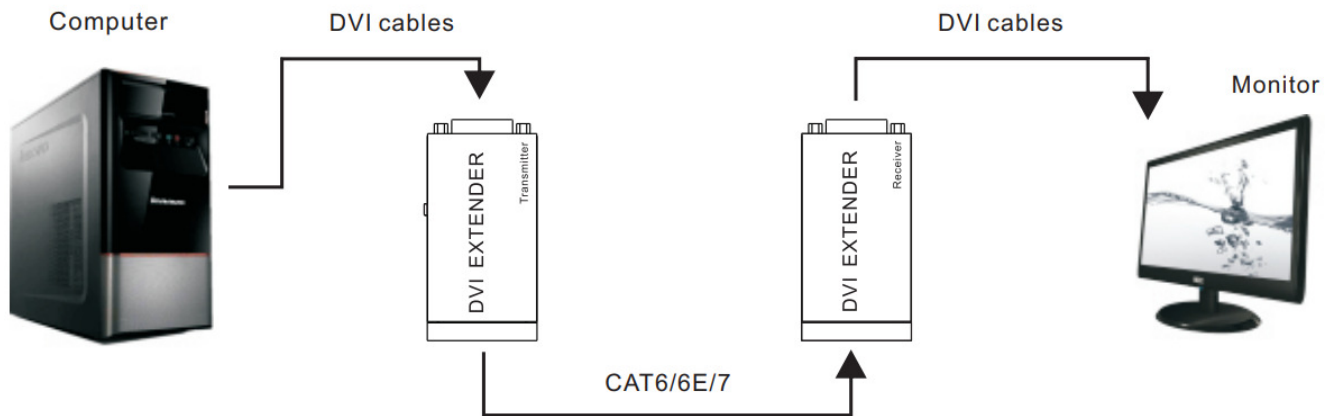 Computer
DVI cables
DVI cables
Monitor
DVI EXTENDER
Transmitter
DVI EXTENDER
Receiver
CAT6/6E/7